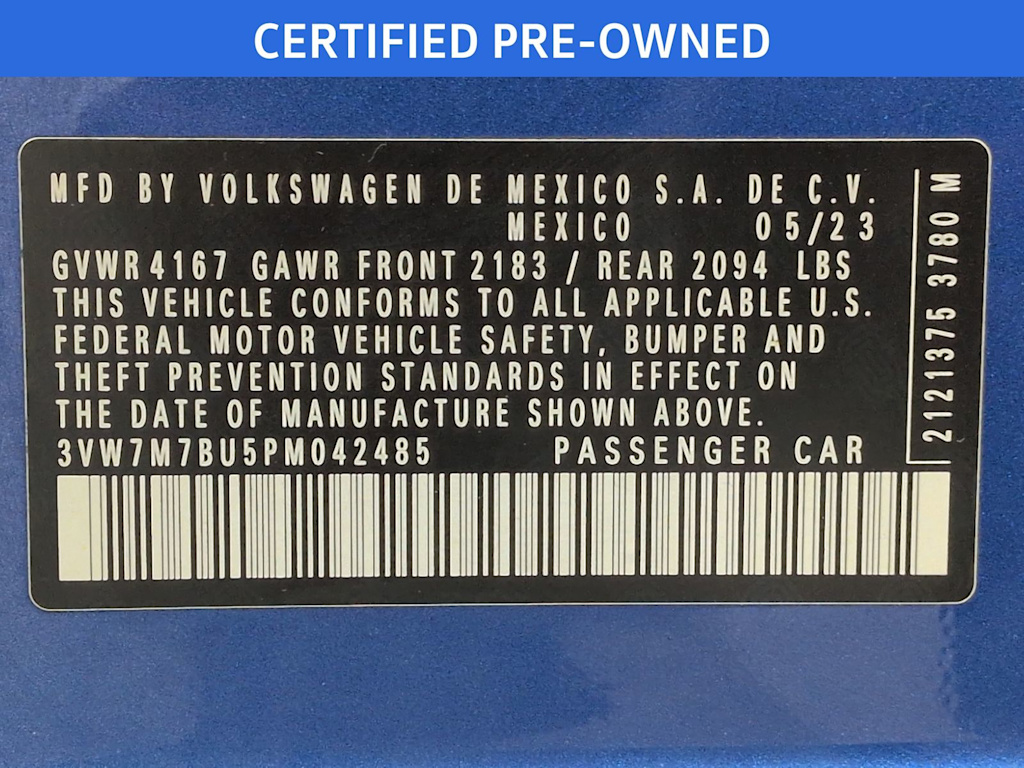 CERTIFIED PRE-OWNED
MFD BY VOLKSWAGEN DE MEXICO S.A. DE C.V.
MEXICO 05/23
GVWR 4167 GAWR FRONT 2183 / REAR 2094 LBS
THIS VEHICLE CONFORMS TO ALL APPLICABLE U.S.
FEDERAL MOTOR VEHICLE SAFETY, BUMPER AND
THEFT PREVENTION STANDARDS IN EFFECT ON
THE DATE OF MANUFACTURE SHOWN ABOVE.
3VW7M7BU5PM042485 PASSENGER CAR
2121375 3780 M